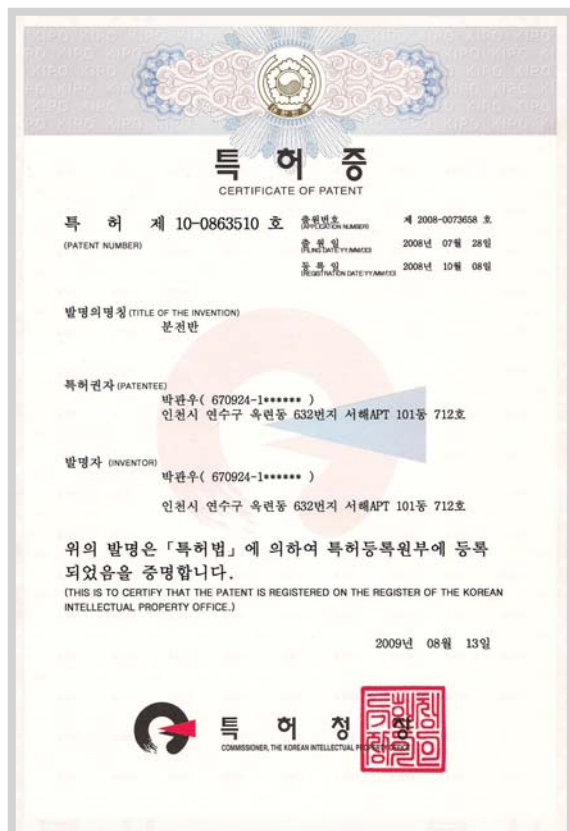 특 허 증
CERTIFICATE OF PATENT
특 허 제 10-0863510 호
(PATENT NUMBER)
출원번호 제 2008-0073658 호
(APPLICATION NUMBER)
출 원 일 2008년 07월 28일
(FILING DATE:YY/MM/DD)
등 록 일 2008년 10월 08일
(REGISTRATION DATE:YY/MM/DD)
발명의명칭 (TITLE OF THE INVENTION)
분전반
특허권자 (PATENTEE)
박관우( 670924-1****** )
인천시 연수구 옥련동 632번지 서해APT 101동 712호
발명자 (INVENTOR)
박관우( 670924-1****** )
인천시 연수구 옥련동 632번지 서해APT 101동 712호
위의 발명은 「특허법」에 의하여 특허등록원부에 등록
되었음을 증명합니다.
(THIS IS TO CERTIFY THAT THE PATENT IS REGISTERED ON THE REGISTER OF THE KOREAN
INTELLECTUAL PROPERTY OFFICE.)
2009년 08월 13일
특 허 청 장
COMMISSIONER, THE KOREAN INTELLECTUAL PROPERTY OFFICE